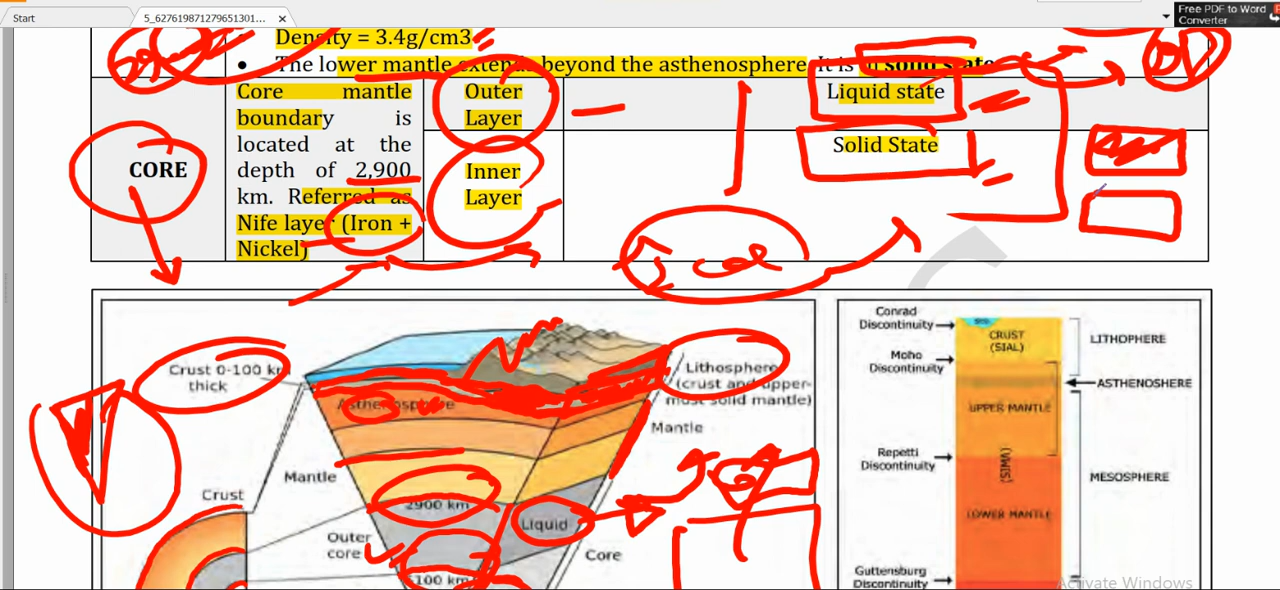 Start
5_627619871279651301...
Free PDF to Word
Converter
Density = 3.4g/cm3
• The lower mantle extends beyond the asthenosphere. It is in solid state
CORE
Core mantle
boundary is
located at the
depth of 2,900
km. Referred as
Nife layer (Iron +
Nickel)
Outer
Layer
Liquid state
Inner
Layer
Solid State
Crust 0-100 km
thick
Asthenosphere
Lithosphere
(crust and upper-
most solid mantle)
Mantle
Mantle
Crust
2900 km
Liquid
Outer
core
Core
5100 km
Conrad
Discontinuity
Moho
Discontinuity
Repetti
Discontinuity
Guttensburg
Discontinuity
CRUST
(SIAL)
UPPER MANTLE
(SIMA)
LOWER MANTLE
LITHOPHERE
ASTHENOSHERE
MESOSPHERE
Activate Windows